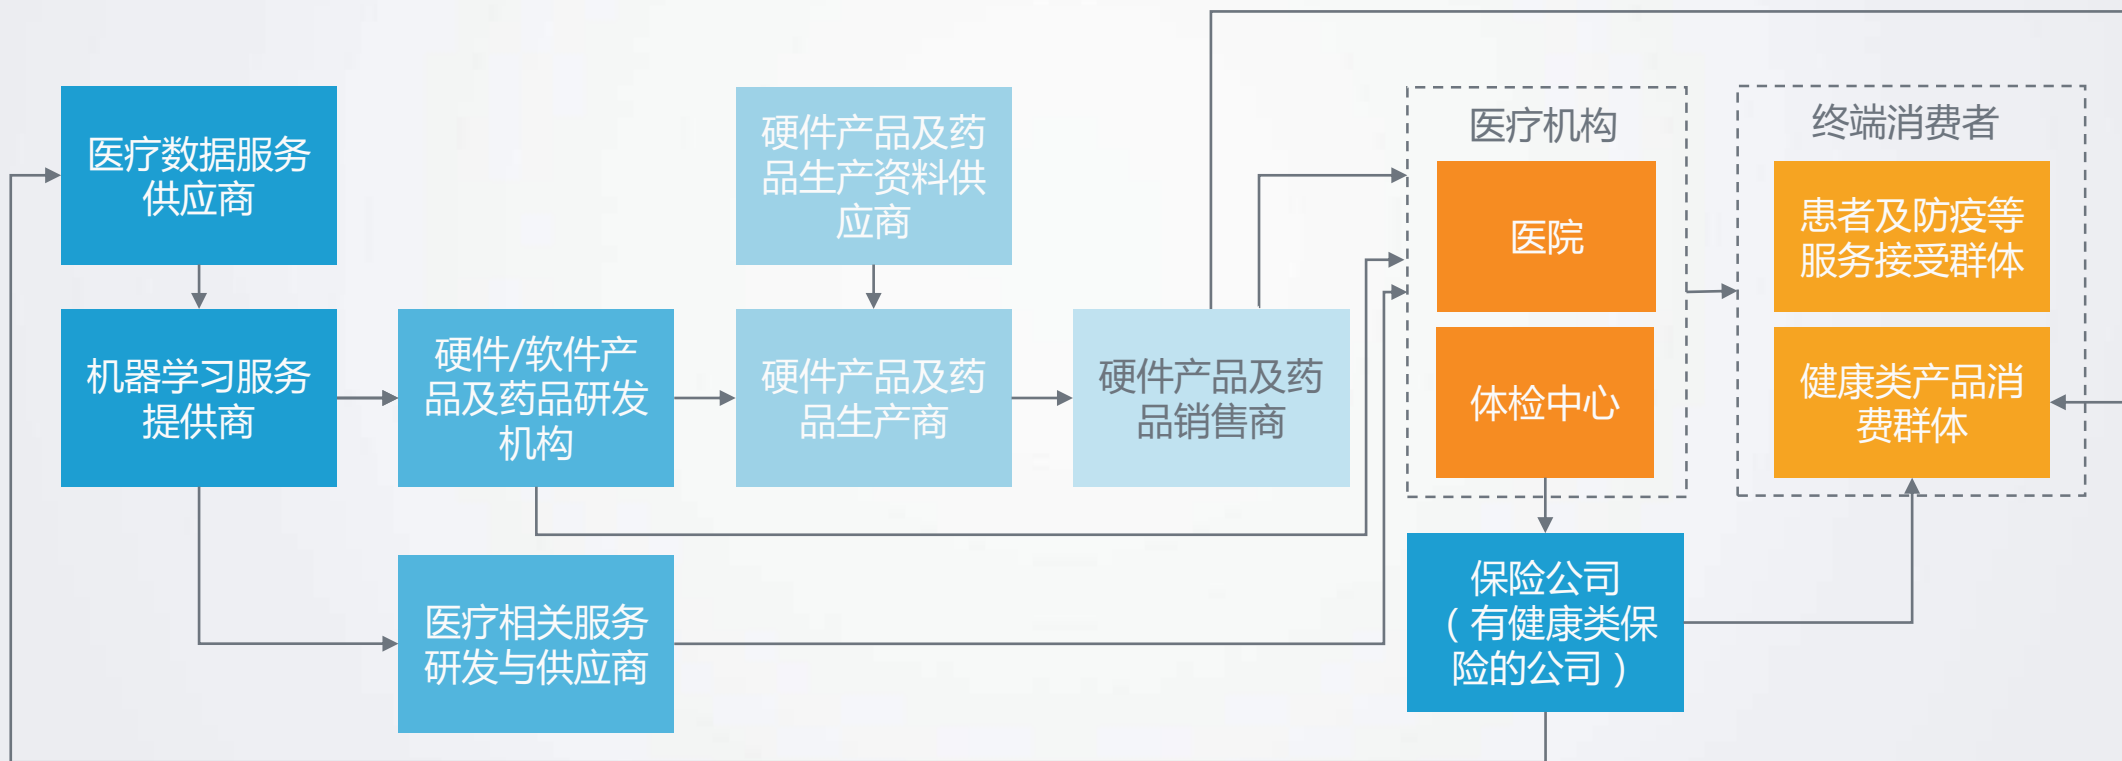 医疗数据服务
供应商
硬件产品及药
品生产资料供
应商
医疗机构
终端消费者
医院
患者及防疫等
服务接受群体
机器学习服务
提供商
硬件/软件产
品及药品研发
机构
硬件产品及药
品生产商
硬件产品及药
品销售商
体检中心
健康类产品消
费群体
医疗相关服务
研发与供应商
保险公司
（有健康类保
险的公司）